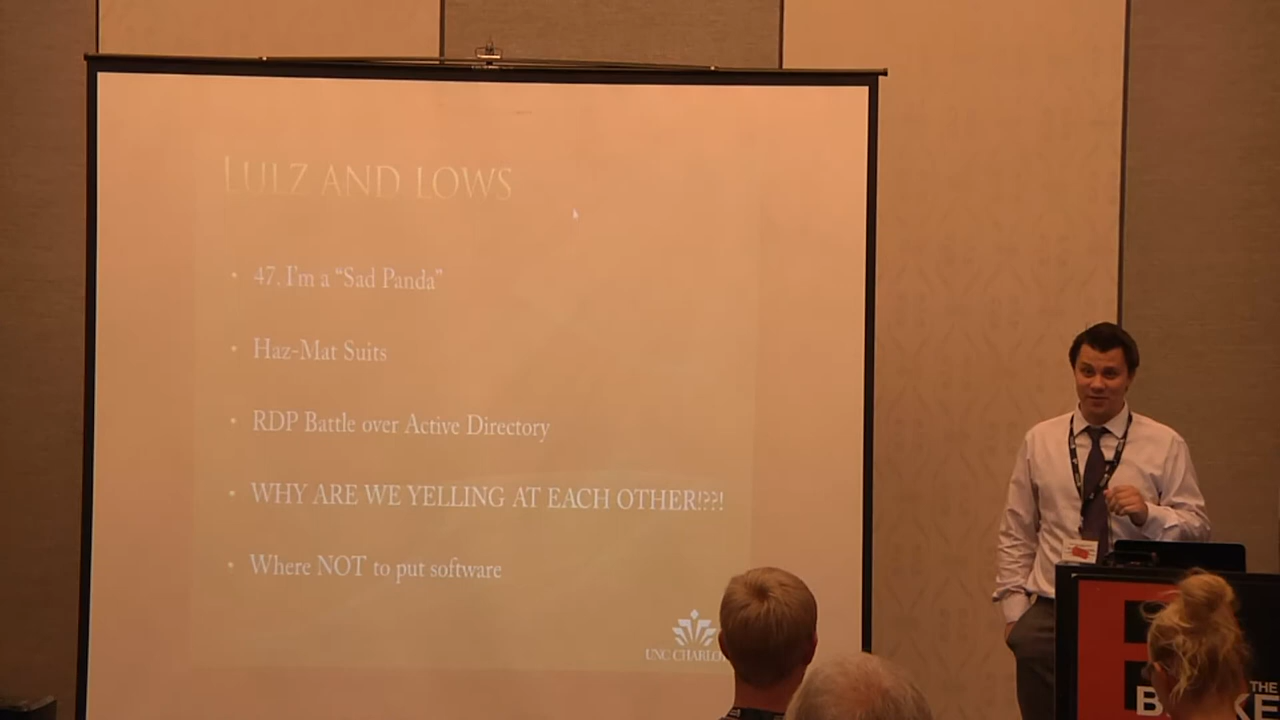 LULZ AND LOWS
• 47, I'm a "Sad Panda"
• Haz-Mat Suits
• RDP Battle over Active Directory
• WHY ARE WE YELLING AT EACH OTHER!??!
• Where NOT to put software
UNC
THE